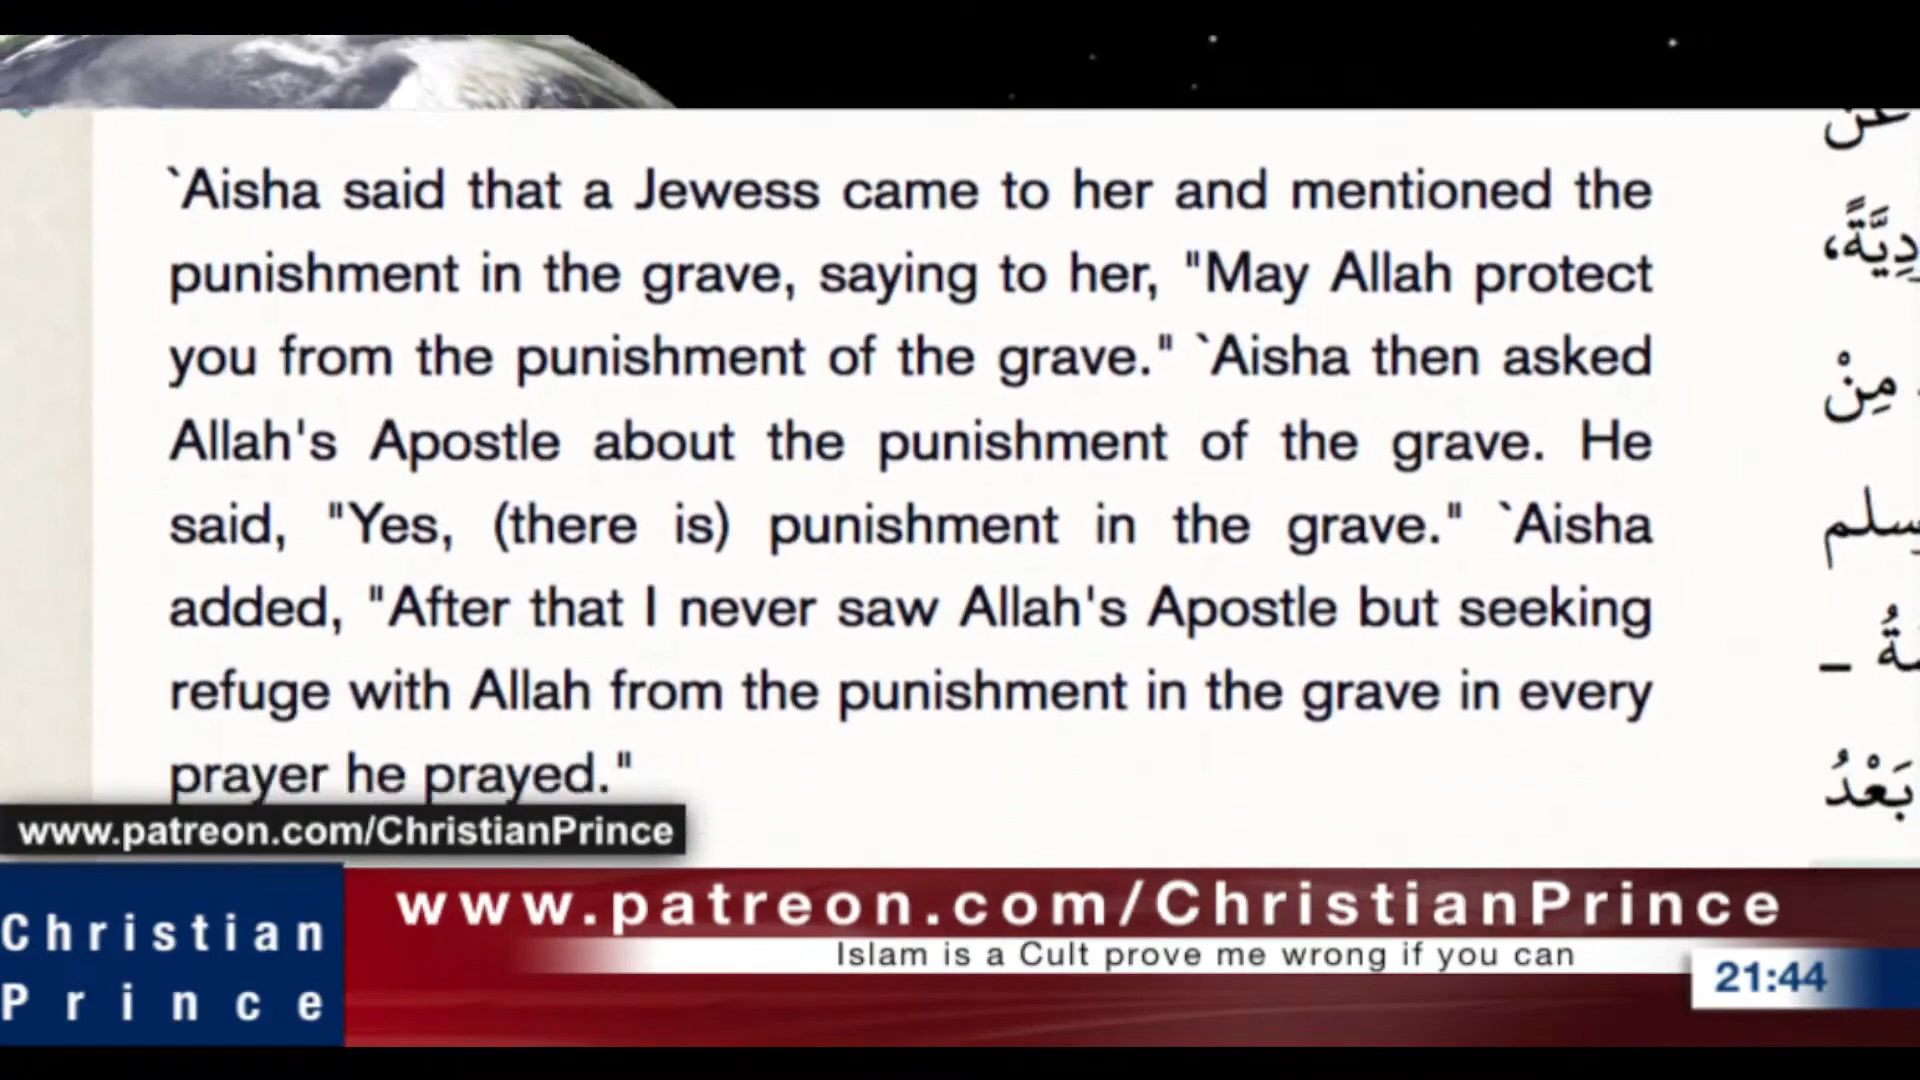 `Aisha said that a Jewess came to her and mentioned the
punishment in the grave, saying to her, "May Allah protect
you from the punishment of the grave." `Aisha then asked
Allah's Apostle about the punishment of the grave. He
said, "Yes, (there is) punishment in the grave." `Aisha
added, "After that I never saw Allah's Apostle but seeking
refuge with Allah from the punishment in the grave in every
prayer he prayed."
عَنْ
مِنْ
بَعْدُ
www.patreon.com/ChristianPrince
Christian
Prince
www.patreon.com/ChristianPrince
Islam is a Cult prove me wrong if you can
21:44